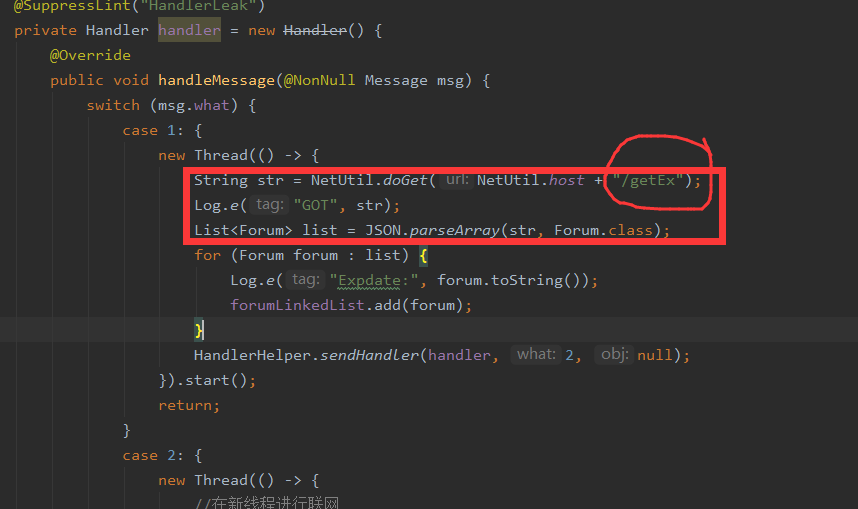 @SuppressLint("HandlerLeak")
private Handler handler = new Handler() {
@Override
public void handleMessage(@NonNull Message msg) {
switch (msg.what) {
case 1: {
new Thread(() -> {
String str = NetUtil.doGet( url: NetUtil.host + "/getEx");
Log.e( tag: "GOT", str);
List<Forum> list = JSON.parseArray(str, Forum.class);
for (Forum forum : list) {
Log.e( tag: "Expdate:", forum.toString());
forumLinkedList.add(forum);
}
HandlerHelper.sendHandler(handler, what: 2, obj: null);
}).start();
return;
}
case 2: {
new Thread(() -> {
//在新线程进行联网